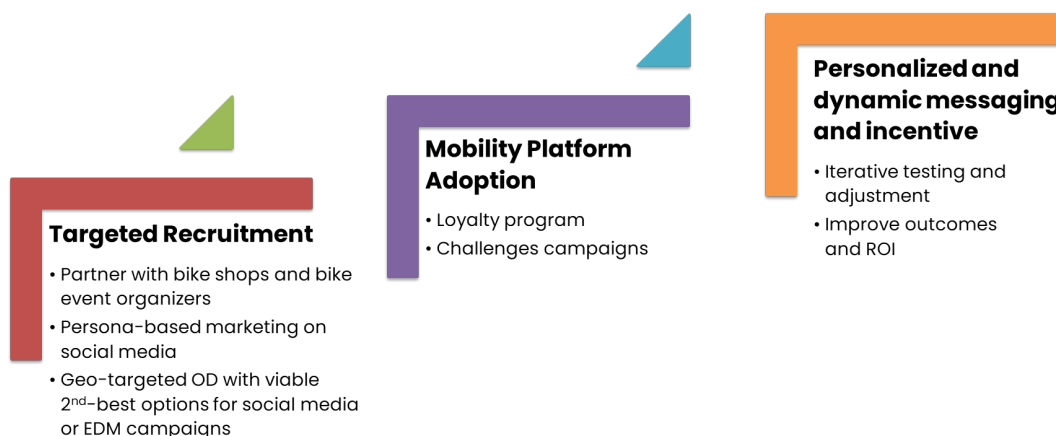 Targeted Recruitment
• Partner with bike shops and bike
event organizers
• Persona-based marketing on
social media
• Geo-targeted OD with viable
2nd-best options for social media
or EDM campaigns
Mobility Platform
Adoption
• Loyalty program
• Challenges campaigns
Personalized and
dynamic messaging
and incentive
• Iterative testing and
adjustment
• Improve outcomes
and ROI